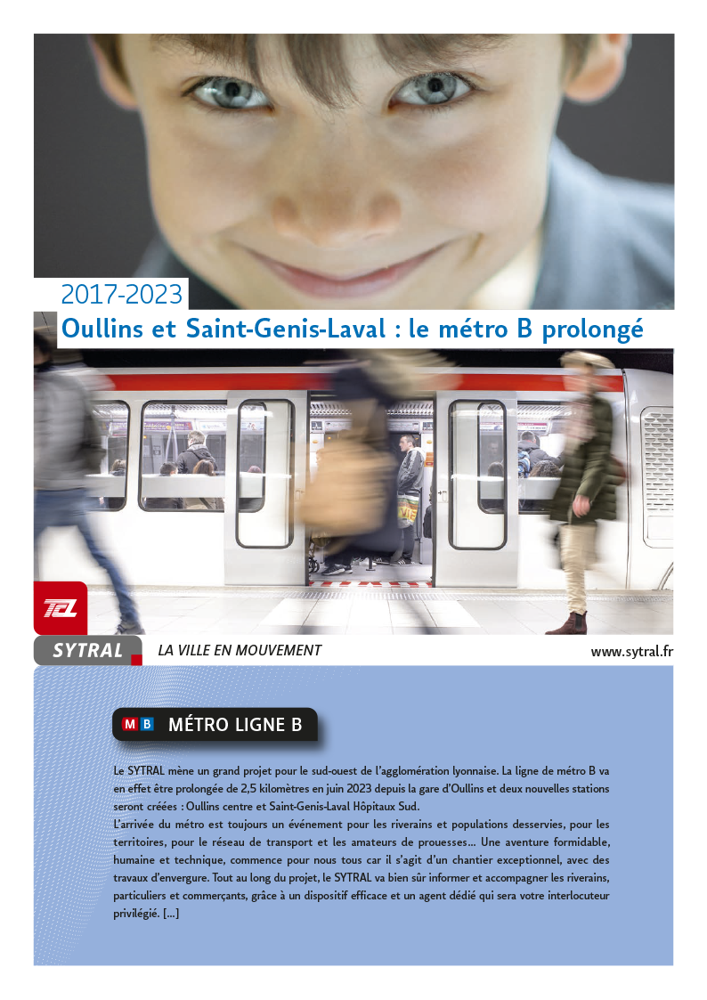 2017-2023
Oullins et Saint-Genis-Laval : le métro B prolongé
TCL
SYTRAL
LA VILLE EN MOUVEMENT
www.sytral.fr
M B MÉTRO LIGNE B
Le SYTRAL mène un grand projet pour le sud-ouest de l’agglomération lyonnaise. La ligne de métro B va
en effet être prolongée de 2,5 kilomètres en juin 2023 depuis la gare d’Oullins et deux nouvelles stations
seront créées : Oullins centre et Saint-Genis-Laval Hôpitaux Sud.
L’arrivée du métro est toujours un événement pour les riverains et populations desservies, pour les
territoires, pour le réseau de transport et les amateurs de prouesses... Une aventure formidable,
humaine et technique, commence pour nous tous car il s’agit d’un chantier exceptionnel, avec des
travaux d’envergure. Tout au long du projet, le SYTRAL va bien sûr informer et accompagner les riverains,
particuliers et commerçants, grâce à un dispositif efficace et un agent dédié qui sera votre interlocuteur
privilégié. [...]